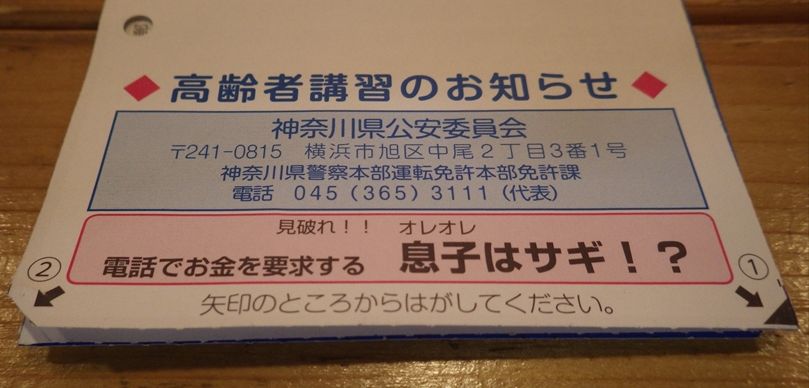 ◆高齢者講習のお知らせ◆
神奈川県公安委員会
〒241-0815 横浜市旭区中尾2丁目3番1号
神奈川県警察本部運転免許本部免許課
電話 045(365)3111(代表)
見破れ!! オレオレ
電話でお金を要求する 息子はサギ!?
② ①
矢印のところからはがしてください。